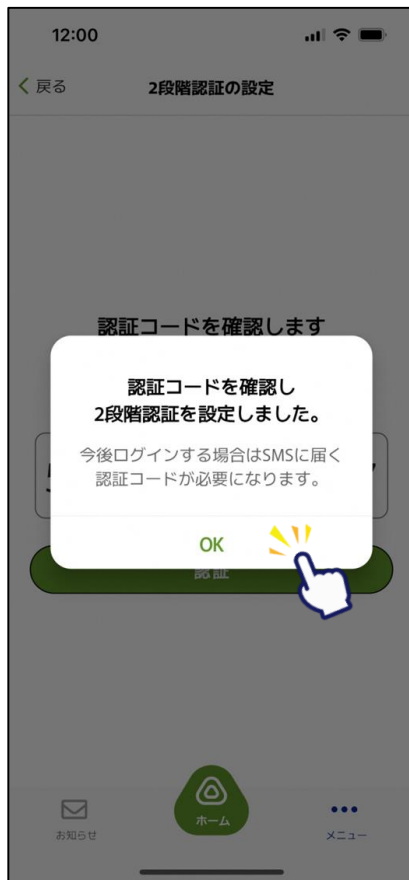 12:00
戻る
2段階認証の設定
認証コードを確認します
認証コードを確認し
2段階認証を設定しました。
今後ログインする場合はSMSに届く
認証コードが必要になります。
OK
認証
お知らせ
ホーム
メニュー